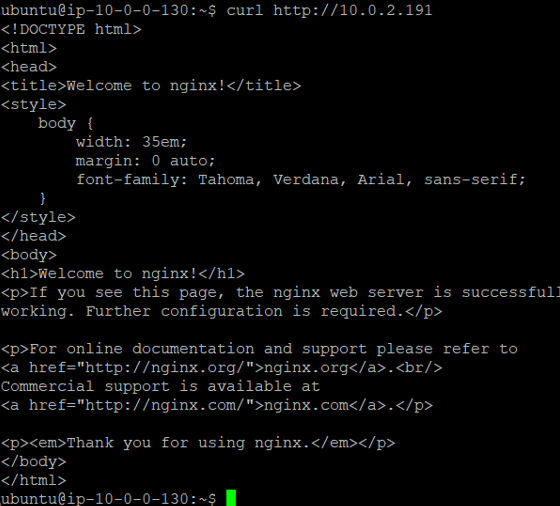 ubuntu@ip-10-0-0-130:~$ curl http://10.0.2.191
<!DOCTYPE html>
<html>
<head>
<title>Welcome to nginx!</title>
<style>
    body {
        width: 35em;
        margin: 0 auto;
        font-family: Tahoma, Verdana, Arial, sans-serif;
    }
</style>
</head>
<body>
<h1>Welcome to nginx!</h1>
<p>If you see this page, the nginx web server is successfull
working. Further configuration is required.</p>

<p>For online documentation and support please refer to
<a href="http://nginx.org/">nginx.org</a>.<br/>
Commercial support is available at
<a href="http://nginx.com/">nginx.com</a>.</p>

<p><em>Thank you for using nginx.</em></p>
</body>
</html>
ubuntu@ip-10-0-0-130:~$